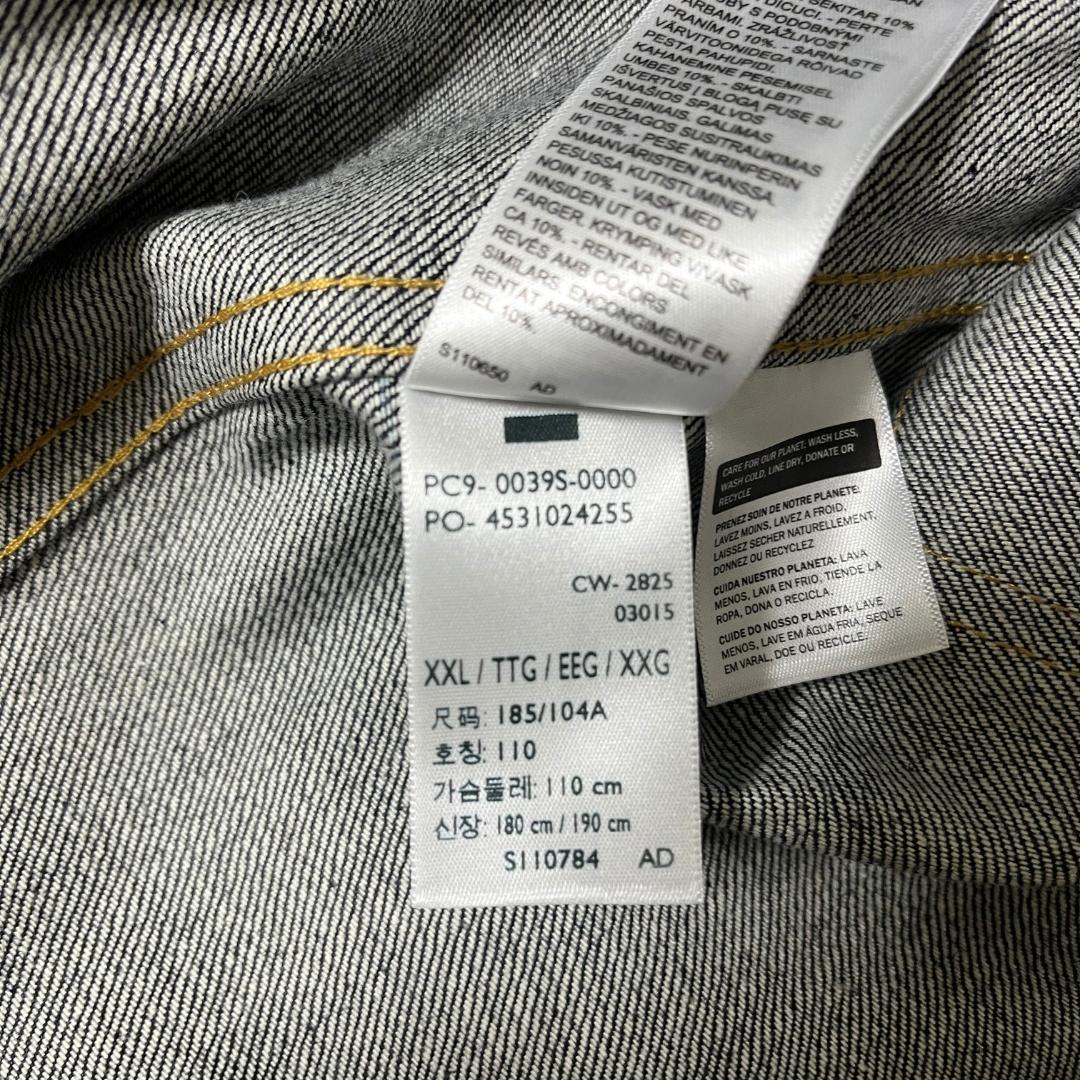 SEKITAR 10%
DICUCI. - PERTE
OBY S PODOBNÝMI
FARBAMI. ZRÁŽLIVOSŤ
PRANÍM O 10%. - SARNASTE
VÄRVITOONIDEGA RÕIVAD
PESTA PAHUPIDI.
KAHANEMINE PESEMISEL
UMBES 10%. - SKALBTI
IŠVERTUS Į BLOGĄ PUSĘ SU
PANAŠIOS SPALVOS
SKALBINIAIS. GALIMAS
MEDŽIAGOS SUSITRAUKIMAS
IKI 10%. - PESE NURINPERIN
SAMANVÄRISTEN KANSSA.
PESUSSA KUTISTUMINEN
NOIN 10%. - VASK MED
INNSIDEN UT OG MED LIKE
FARGER. KRYMPING V/VASK
CA 10%. - RENTAR DEL
REVÉS AMB COLORS
SIMILARS. ENCONGIMENT EN
RENTAT APROXIMADAMENT
DEL 10%.
S110650 AD
PC9- 0039S-0000
PO- 4531024255
CW- 2825
03015
XXL / TTG / EEG / XXG
尺码: 185/104A
호칭: 110
가슴둘레: 110 cm
신장: 180 cm / 190 cm
S110784 AD
CARE FOR OUR PLANET: WASH LESS,
WASH COLD, LINE DRY, DONATE OR
RECYCLE
PRENEZ SOIN DE NOTRE PLANETE:
LAVEZ MOINS, LAVEZ A FROID,
LAISSEZ SECHER NATURELLEMENT,
DONNEZ OU RECYCLEZ
CUIDA NUESTRO PLANETA: LAVA
MENOS, LAVA EN FRIO, TIENDE LA
ROPA, DONA O RECICLA.
CUIDE DO NOSSO PLANETA: LAVE
MENOS, LAVE EM ÁGUA FRIA, SEQUE
EM VARAL, DOE OU RECICLE.